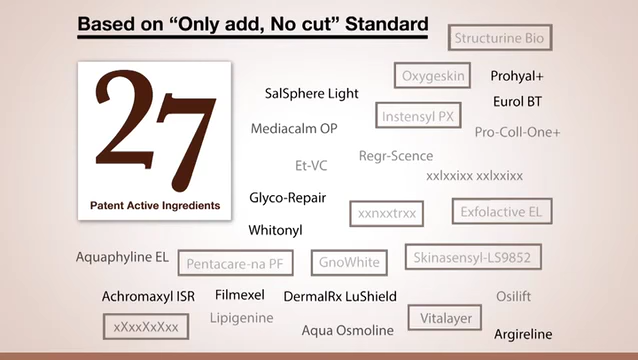 Based on “Only add, No cut” Standard
Structurine Bio
27
Patent Active Ingredients
Oxygeskin
Prohyal+
SalSphere Light
Eurol BT
Instensyl PX
Mediacalm OP
Pro-Coll-One+
Et-VC
Regr-Scence
xxlxxixx xxlxxixx
Glyco-Repair
xxnxxtrxx
Exfolactive EL
Whitonyl
Aquaphyline EL
Pentacare-na PF
GnoWhite
Skinasensyl-LS9852
Achromaxyl ISR
Filmexel
DermalRx LuShield
Osilift
xXxxXxXxx
Lipigenine
Aqua Osmoline
Vitalayer
Argireline